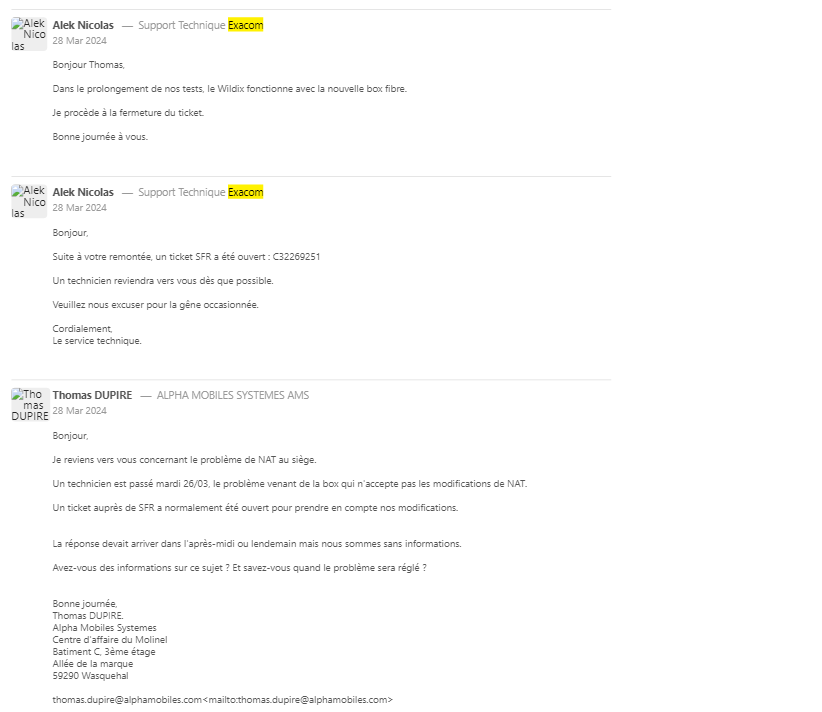 Alek Nicolas
Alek Nicolas — Support Technique Exacom
28 Mar 2024
Bonjour Thomas,
Dans le prolongement de nos tests, le Wildix fonctionne avec la nouvelle box fibre.
Je procède à la fermeture du ticket.
Bonne journée à vous.
Alek Nicolas
Alek Nicolas — Support Technique Exacom
28 Mar 2024
Bonjour,
Suite à votre remontée, un ticket SFR a été ouvert : C32269251
Un technicien reviendra vers vous dès que possible.
Veuillez nous excuser pour la gêne occasionnée.
Cordialement,
Le service technique.
Thomas DUPIRE
Thomas DUPIRE — ALPHA MOBILES SYSTEMES AMS
28 Mar 2024
Bonjour,
Je reviens vers vous concernant le problème de NAT au siège.
Un technicien est passé mardi 26/03, le problème venant de la box qui n'accepte pas les modifications de NAT.
Un ticket auprès de SFR a normalement été ouvert pour prendre en compte nos modifications.
La réponse devait arriver dans l'après-midi ou lendemain mais nous sommes sans informations.
Avez-vous des informations sur ce sujet ? Et savez-vous quand le problème sera réglé ?
Bonne journée,
Thomas DUPIRE,
Alpha Mobiles Systemes
Centre d'affaire du Molinel
Batiment C, 3ème étage
Allée de la marque
59290 Wasquehal
thomas.dupire@alphamobiles.com<mailto:thomas.dupire@alphamobiles.com>